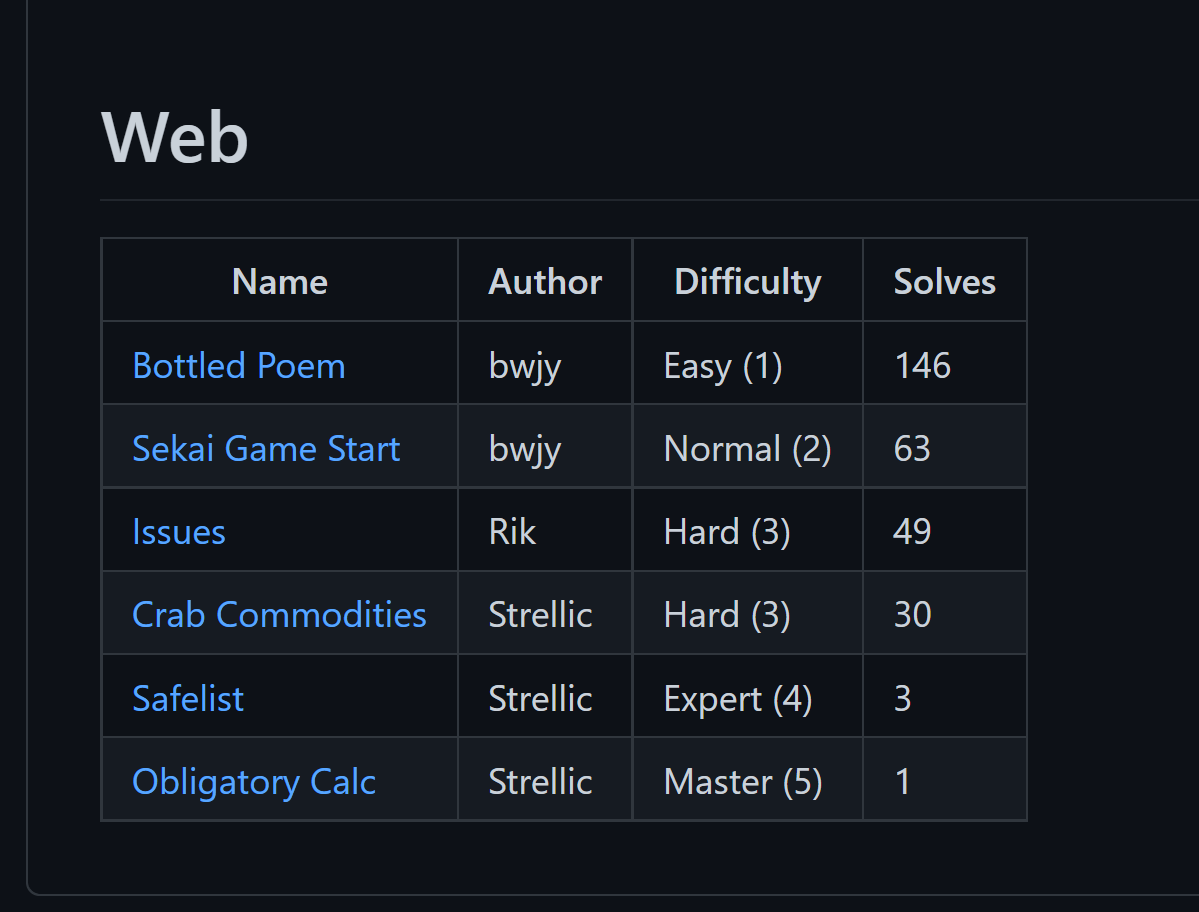 Web
Name Author Difficulty Solves
Bottled Poem bwjy Easy (1) 146
Sekai Game Start bwjy Normal (2) 63
Issues Rik Hard (3) 49
Crab Commodities Strellic Hard (3) 30
Safelist Strellic Expert (4) 3
Obligatory Calc Strellic Master (5) 1